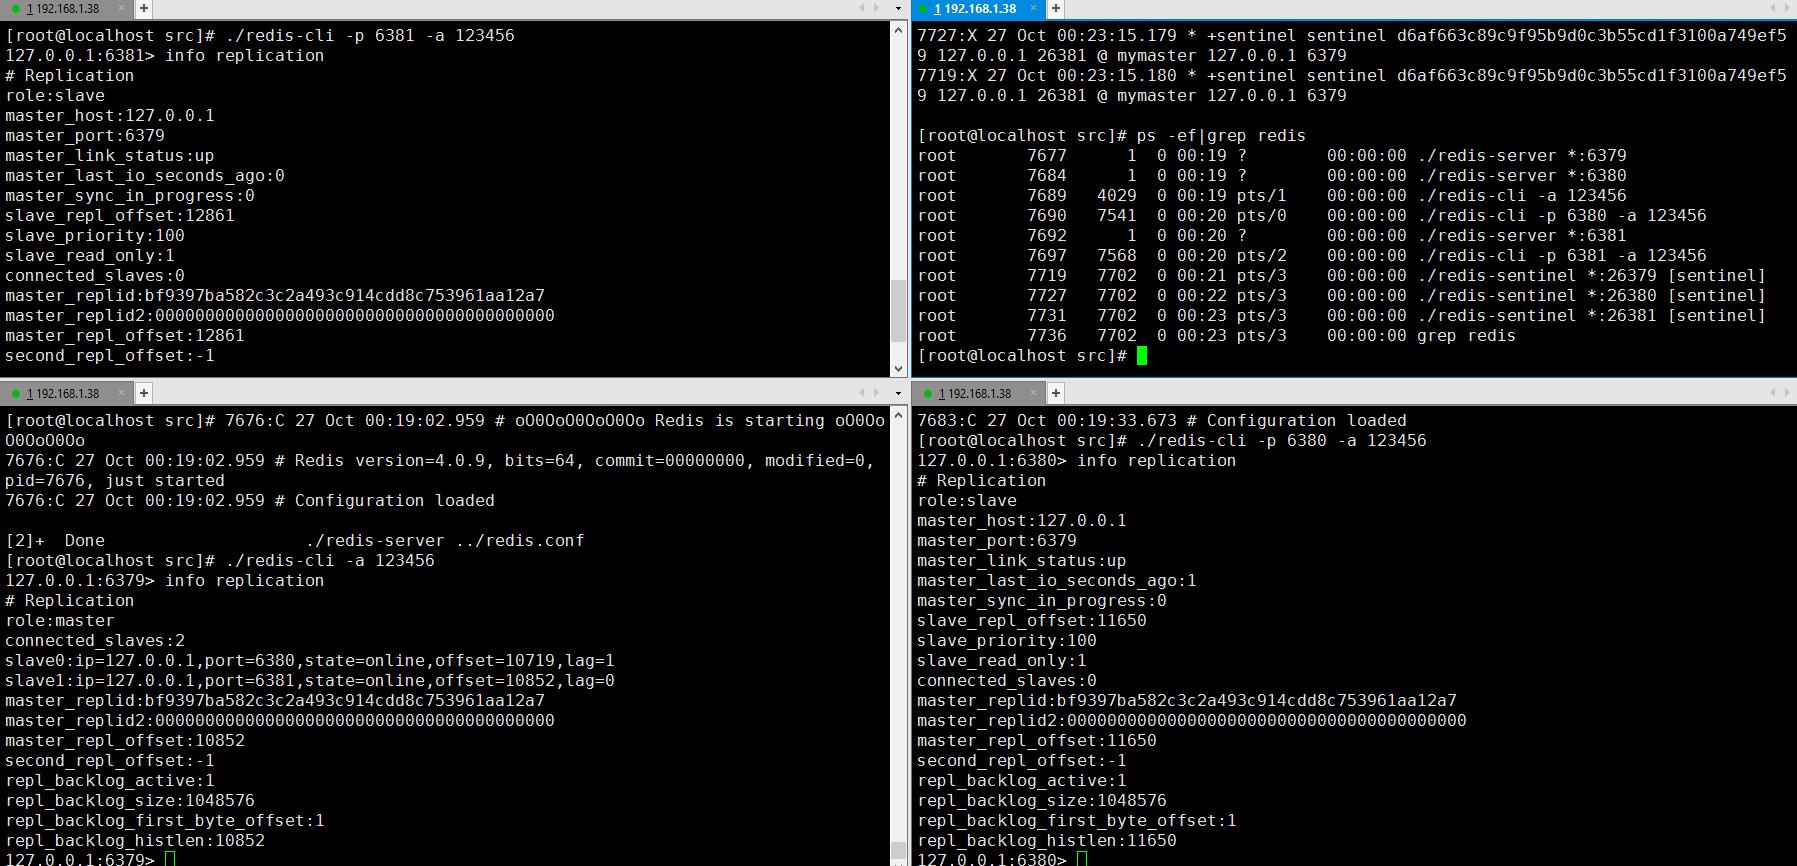 1 192.168.1.38 × +
[root@localhost src]# ./redis-cli -p 6381 -a 123456
127.0.0.1:6381> info replication
# Replication
role:slave
master_host:127.0.0.1
master_port:6379
master_link_status:up
master_last_io_seconds_ago:0
master_sync_in_progress:0
slave_repl_offset:12861
slave_priority:100
slave_read_only:1
connected_slaves:0
master_replid:bf9397ba582c3c2a493c914cdd8c753961aa12a7
master_replid2:0000000000000000000000000000000000000000
master_repl_offset:12861
second_repl_offset:-1
1 192.168.1.38 × +
7727:X 27 Oct 00:23:15.179 * +sentinel sentinel d6af663c89c9f95b9d0c3b55cd1f3100a749ef5
9 127.0.0.1 26381 @ mymaster 127.0.0.1 6379
7719:X 27 Oct 00:23:15.180 * +sentinel sentinel d6af663c89c9f95b9d0c3b55cd1f3100a749ef5
9 127.0.0.1 26381 @ mymaster 127.0.0.1 6379
[root@localhost src]# ps -ef|grep redis
root       7677      1  0 00:19 ?        00:00:00 ./redis-server *:6379
root       7684      1  0 00:19 ?        00:00:00 ./redis-server *:6380
root       7689   4029  0 00:19 pts/1    00:00:00 ./redis-cli -a 123456
root       7690   7541  0 00:20 pts/0    00:00:00 ./redis-cli -p 6380 -a 123456
root       7692      1  0 00:20 ?        00:00:00 ./redis-server *:6381
root       7697   7568  0 00:20 pts/2    00:00:00 ./redis-cli -p 6381 -a 123456
root       7719   7702  0 00:21 pts/3    00:00:00 ./redis-sentinel *:26379 [sentinel]
root       7727   7702  0 00:22 pts/3    00:00:00 ./redis-sentinel *:26380 [sentinel]
root       7731   7702  0 00:23 pts/3    00:00:00 ./redis-sentinel *:26381 [sentinel]
root       7736   7702  0 00:23 pts/3    00:00:00 grep redis
[root@localhost src]#
1 192.168.1.38 × +
[root@localhost src]# 7676:C 27 Oct 00:19:02.959 # oO0OoO0OoO0Oo Redis is starting oO0Oo
O0OoO0Oo
7676:C 27 Oct 00:19:02.959 # Redis version=4.0.9, bits=64, commit=00000000, modified=0,
pid=7676, just started
7676:C 27 Oct 00:19:02.959 # Configuration loaded
[2]+  Done                    ./redis-server ../redis.conf
[root@localhost src]# ./redis-cli -a 123456
127.0.0.1:6379> info replication
# Replication
role:master
connected_slaves:2
slave0:ip=127.0.0.1,port=6380,state=online,offset=10719,lag=1
slave1:ip=127.0.0.1,port=6381,state=online,offset=10852,lag=0
master_replid:bf9397ba582c3c2a493c914cdd8c753961aa12a7
master_replid2:0000000000000000000000000000000000000000
master_repl_offset:10852
second_repl_offset:-1
repl_backlog_active:1
repl_backlog_size:1048576
repl_backlog_first_byte_offset:1
repl_backlog_histlen:10852
127.0.0.1:6379>
1 192.168.1.38 × +
7683:C 27 Oct 00:19:33.673 # Configuration loaded
[root@localhost src]# ./redis-cli -p 6380 -a 123456
127.0.0.1:6380> info replication
# Replication
role:slave
master_host:127.0.0.1
master_port:6379
master_link_status:up
master_last_io_seconds_ago:1
master_sync_in_progress:0
slave_repl_offset:11650
slave_priority:100
slave_read_only:1
connected_slaves:0
master_replid:bf9397ba582c3c2a493c914cdd8c753961aa12a7
master_replid2:0000000000000000000000000000000000000000
master_repl_offset:11650
second_repl_offset:-1
repl_backlog_active:1
repl_backlog_size:1048576
repl_backlog_first_byte_offset:1
repl_backlog_histlen:11650
127.0.0.1:6380>